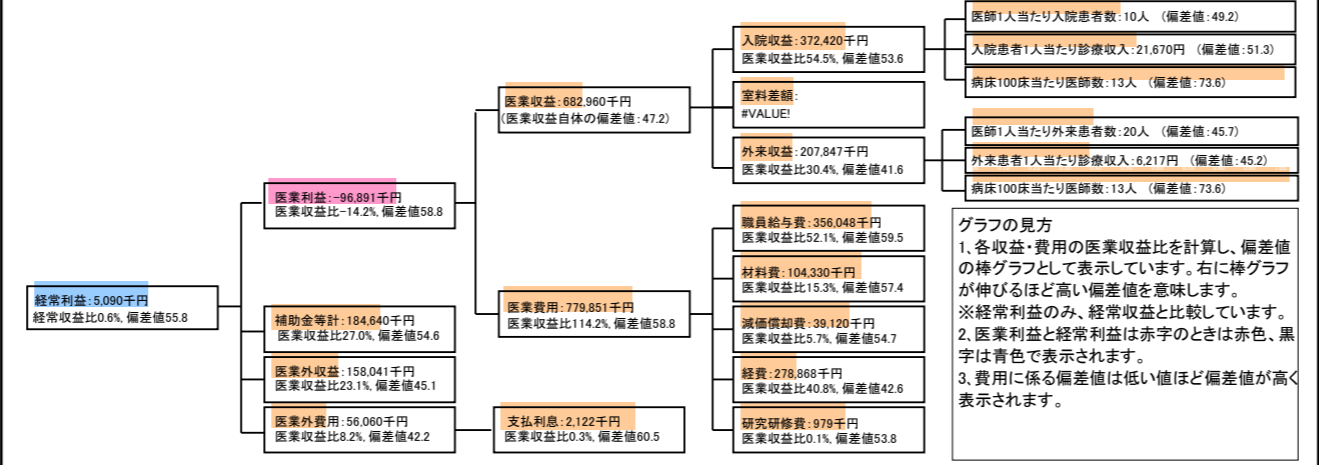 経常利益:5,090千円
経常収益比0.6%, 偏差値55.8
医業利益:-96,891千円
医業収益比-14.2%, 偏差値58.8
補助金等計:184,640千円
医業収益比27.0%, 偏差値54.6
医業外収益:158,041千円
医業収益比23.1%, 偏差値45.1
医業外費用:56,060千円
医業収益比8.2%, 偏差値42.2
医業収益:682,960千円
(医業収益自体の偏差値:47.2)
医業費用:779,851千円
医業収益比114.2%, 偏差値58.8
支払利息:2,122千円
医業収益比0.3%, 偏差値60.5
入院収益:372,420千円
医業収益比54.5%, 偏差値53.6
室料差額:
#VALUE!
外来収益:207,847千円
医業収益比30.4%, 偏差値41.6
職員給与費:356,048千円
医業収益比52.1%, 偏差値59.5
材料費:104,330千円
医業収益比15.3%, 偏差値57.4
減価償却費:39,120千円
医業収益比5.7%, 偏差値54.7
経費:278,868千円
医業収益比40.8%, 偏差値42.6
研究研修費:979千円
医業収益比0.1%, 偏差値53.8
医師1人当たり入院患者数:10人 (偏差値:49.2)
入院患者1人当たり診療収入:21,670円 (偏差値:51.3)
病床100床当たり医師数:13人 (偏差値:73.6)
医師1人当たり外来患者数:20人 (偏差値:45.7)
外来患者1人当たり診療収入:6,217円 (偏差値:45.2)
病床100床当たり医師数:13人 (偏差値:73.6)
グラフの見方
1、各収益・費用の医業収益比を計算し、偏差値
の棒グラフとして表示しています。右に棒グラフ
が伸びるほど高い偏差値を意味します。
※経常利益のみ、経常収益と比較しています。
2、医業利益と経常利益は赤字のときは赤色、黒
字は青色で表示されます。
3、費用に係る偏差値は低い値ほど偏差値が高く
表示されます。